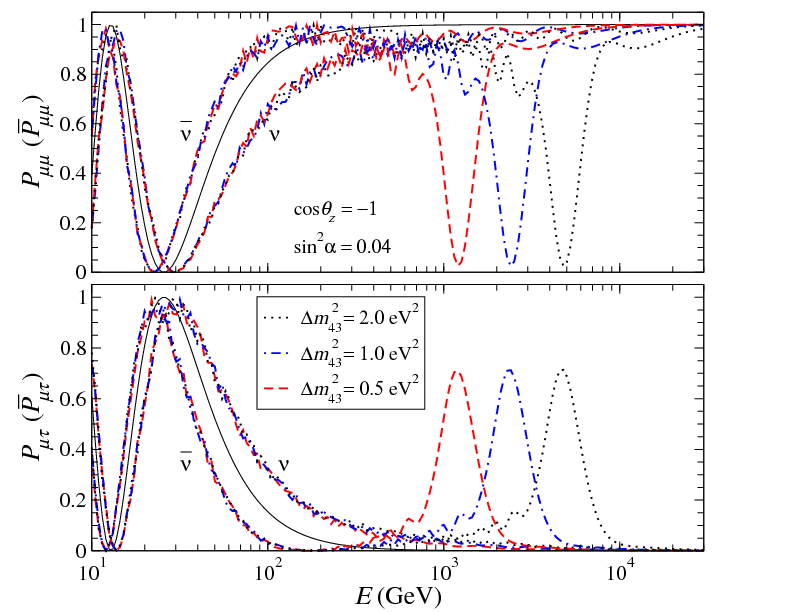 1
0.8
0.6
0.4
0.2
0
P_μμ (P̅_μμ)
ν̅
ν
cosθ_z = −1
sin²α = 0.04
1
0.8
0.6
0.4
0.2
0
P_μτ (P̅_μτ)
Δm²_43 = 2.0 eV²
Δm²_43 = 1.0 eV²
Δm²_43 = 0.5 eV²
ν̅
ν
10¹
10²
10³
10⁴
E (GeV)